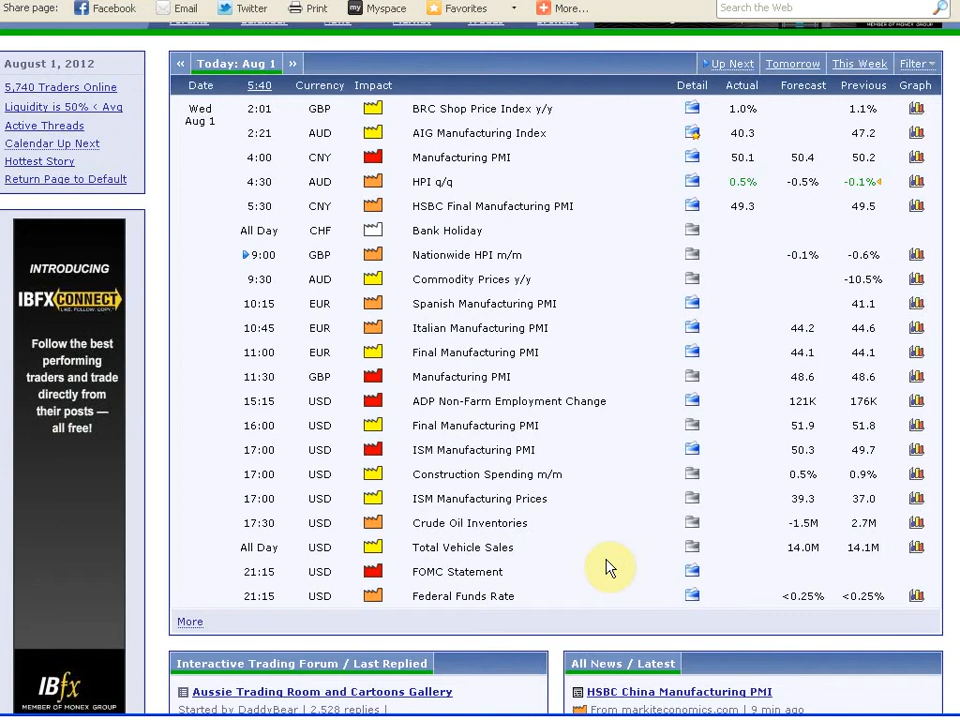 Share page: Facebook Email Twitter Print my Myspace Favorites More... Search the Web
MEMBER OF MONEX GROUP
August 1, 2012
5,740 Traders Online
Liquidity is 50% < Avg
Active Threads
Calendar Up Next
Hottest Story
Return Page to Default
INTRODUCING
IBFXCONNECT
LIKE. FOLLOW. COPY.
Follow the best
performing
traders and trade
directly from
their posts —
all free!
IBfx
MEMBER OF MONEX GROUP
« Today: Aug 1 » Up Next Tomorrow This Week Filter
Date 5:40 Currency Impact Detail Actual Forecast Previous Graph
Wed
Aug 1
2:01 GBP BRC Shop Price Index y/y 1.0% 1.1%
2:21 AUD AIG Manufacturing Index 40.3 47.2
4:00 CNY Manufacturing PMI 50.1 50.4 50.2
4:30 AUD HPI q/q 0.5% -0.5% -0.1%
5:30 CNY HSBC Final Manufacturing PMI 49.3 49.5
All Day CHF Bank Holiday
9:00 GBP Nationwide HPI m/m -0.1% -0.6%
9:30 AUD Commodity Prices y/y -10.5%
10:15 EUR Spanish Manufacturing PMI 41.1
10:45 EUR Italian Manufacturing PMI 44.2 44.6
11:00 EUR Final Manufacturing PMI 44.1 44.1
11:30 GBP Manufacturing PMI 48.6 48.6
15:15 USD ADP Non-Farm Employment Change 121K 176K
16:00 USD Final Manufacturing PMI 51.9 51.8
17:00 USD ISM Manufacturing PMI 50.3 49.7
17:00 USD Construction Spending m/m 0.5% 0.9%
17:00 USD ISM Manufacturing Prices 39.3 37.0
17:30 USD Crude Oil Inventories -1.5M 2.7M
All Day USD Total Vehicle Sales 14.0M 14.1M
21:15 USD FOMC Statement
21:15 USD Federal Funds Rate <0.25% <0.25%
More
Interactive Trading Forum / Last Replied
Aussie Trading Room and Cartoons Gallery
Started by DaddyBear | 2,528 replies |
All News / Latest
HSBC China Manufacturing PMI
From markiteconomics.com | 9 min ago